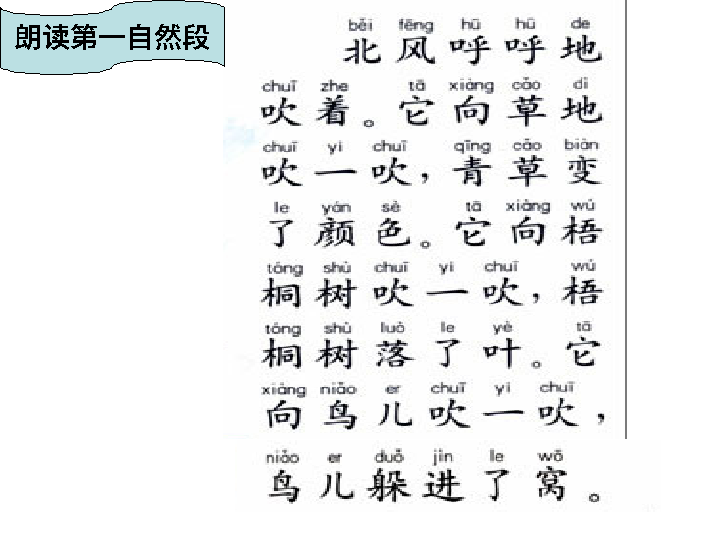 朗读第一自然段
běi fēng hū hū de
北风呼呼地
chuī zhe tā xiàng cǎo dì
吹着。它向草地
chuī yi chuī qīng cǎo biàn
吹一吹，青草变
le yán sè tā xiàng wú
了颜色。它向梧
tóng shù chuī yi chuī wú
桐树吹一吹，梧
tóng shù luò le yè tā
桐树落了叶。它
xiàng niǎo er chuī yi chuī
向鸟儿吹一吹，
niǎo er duǒ jìn le wō
鸟儿躲进了窝。